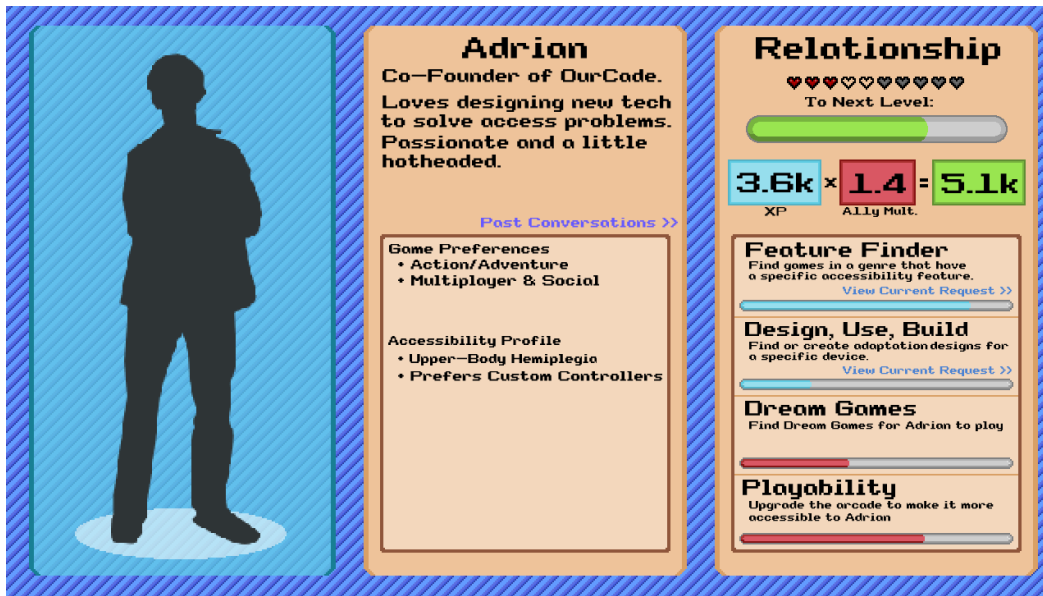 Adrian
Co-Founder of OurCade.
Loves designing new tech
to solve access problems.
Passionate and a little
hotheaded.
Past Conversations >>
Game Preferences
• Action/Adventure
• Multiplayer & Social
Accessibility Profile
• Upper-Body Hemiplegia
• Prefers Custom Controllers
Relationship
To Next Level:
3.6k × 1.4 = 5.1k
XP Ally Mult.
Feature Finder
Find games in a genre that have
a specific accessibility feature.
View Current Request >>
Design, Use, Build
Find or create adaptation designs for
a specific device.
View Current Request >>
Dream Games
Find Dream Games for Adrian to play
Playability
Upgrade the arcade to make it more
accessible to Adrian